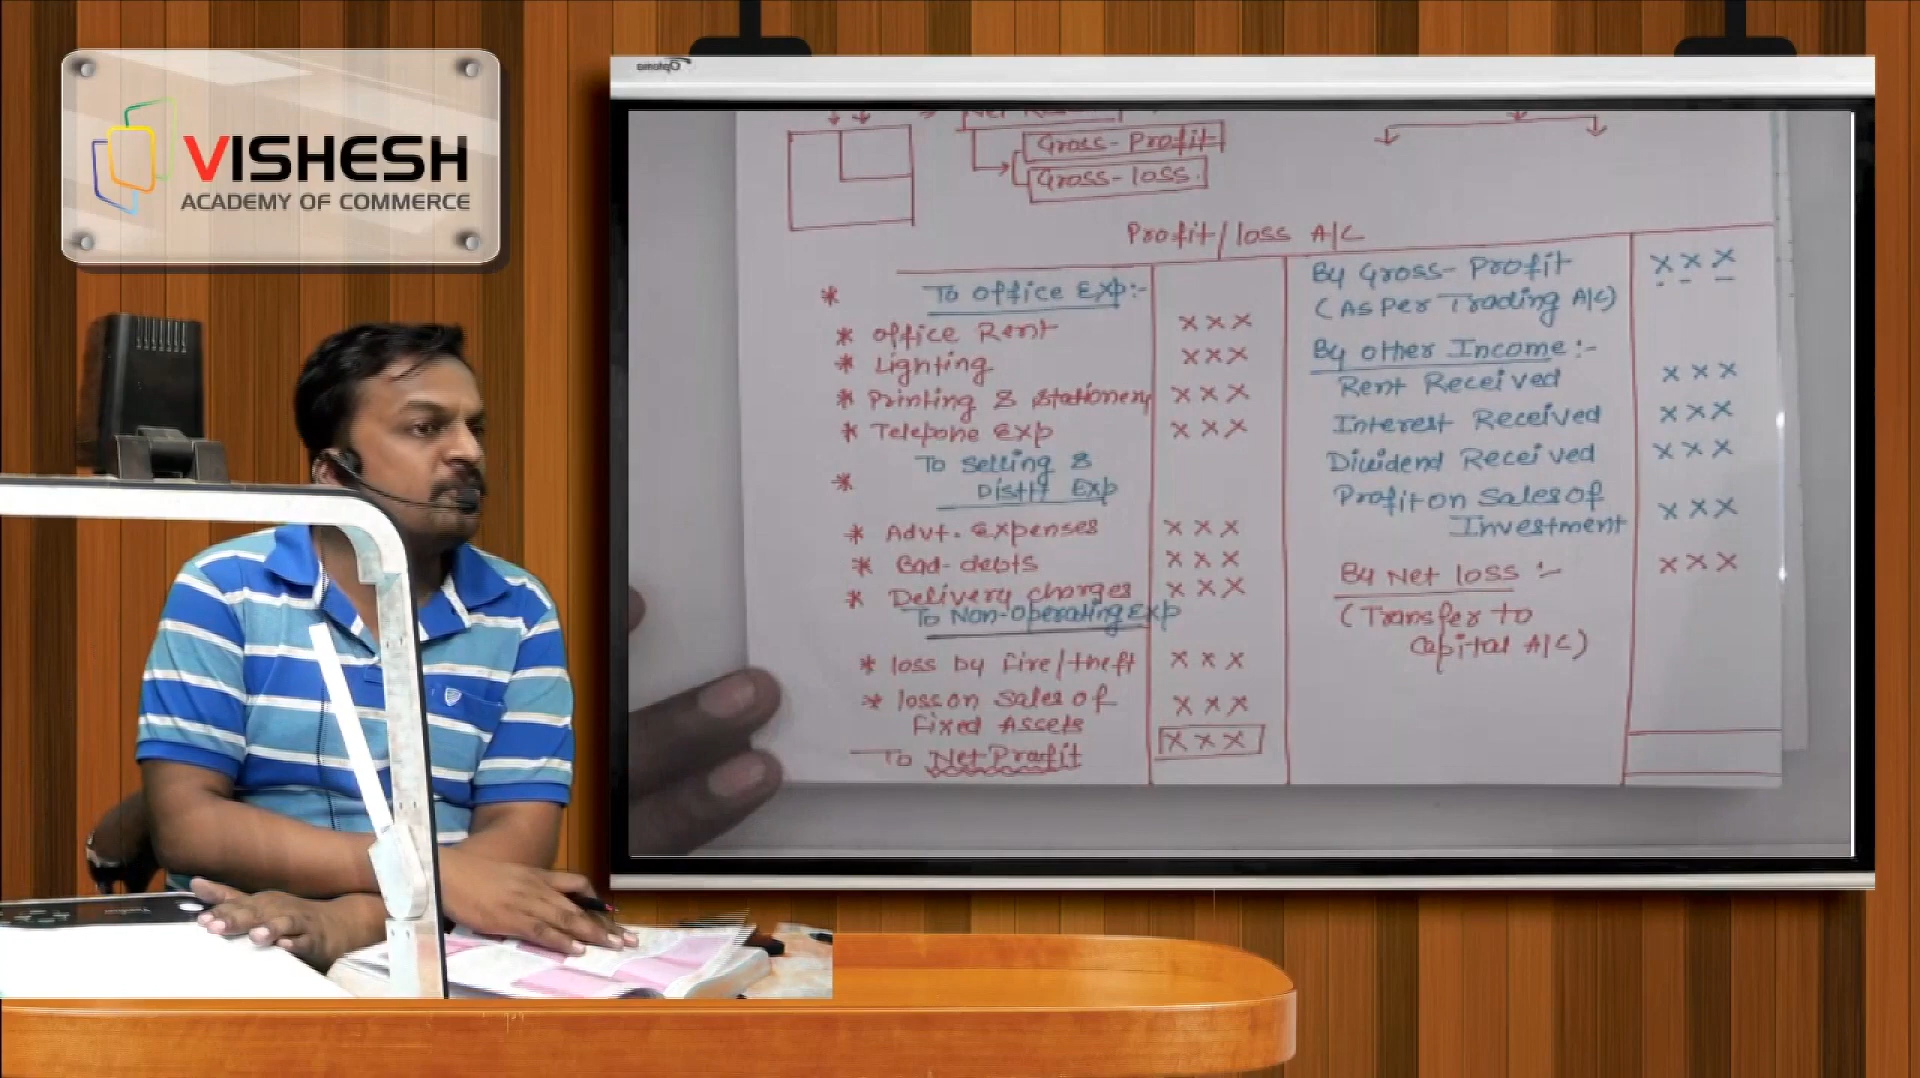 VISHESH
ACADEMY OF COMMERCE
Optoma
Gross-Profit
Gross-loss.
Profit/loss A/C
* To office Exp:-
* office Rent xxx
* Lighting xxx
* Printing & stationery xxx
* Telepone Exp xxx
* To Selling &
Dist" Exp
* Advt. Expenses xxx
* Bad-debts xxx
* Delivery charges xxx
To Non-operating Exp
* loss by Fire/theft xxx
* loss on Sales of
Fixed Assets xxx
To Net Profit xxx
By Gross-Profit xxx
(As per Trading A/C)
By other Income:-
Rent Received xxx
Interest Received xxx
Dividend Received xxx
Profit on Sales of
Investment xxx
By Net loss:- xxx
(Transfer to
Capital A/C)